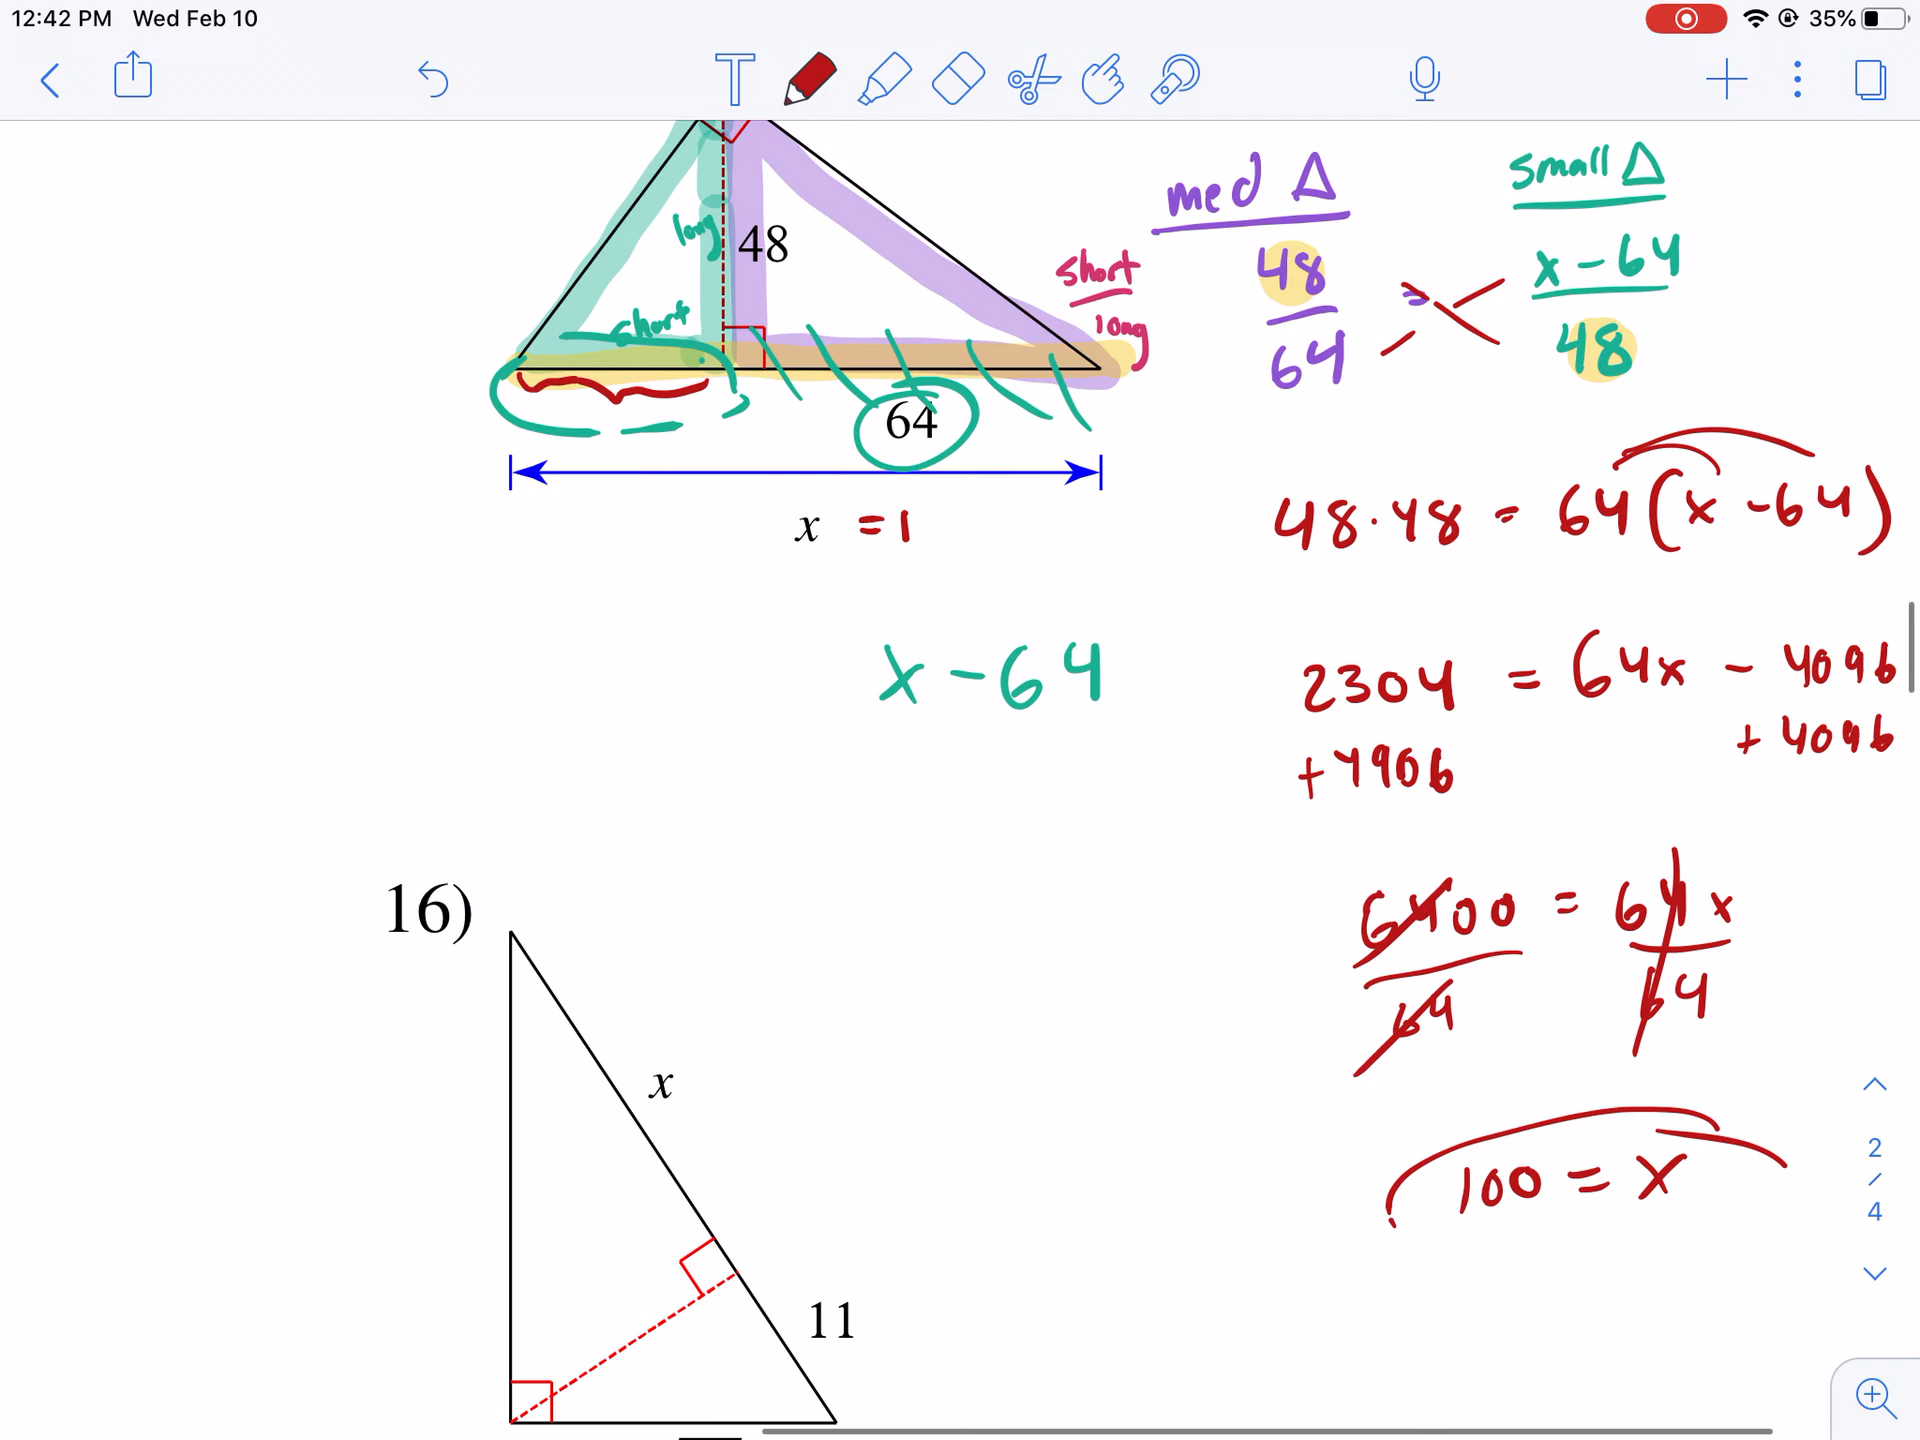 12:42 PM Wed Feb 10
35%
T
med Δ
small Δ
long
48
short
long
48
64
=
x - 64
48
short
64
x = 1
48 · 48 = 64(x - 64)
x - 64
2304 = 64x - 4096
+ 4906
+ 4096
16)
6400 = 64x
64
64
x
2
/
4
100 = x
11